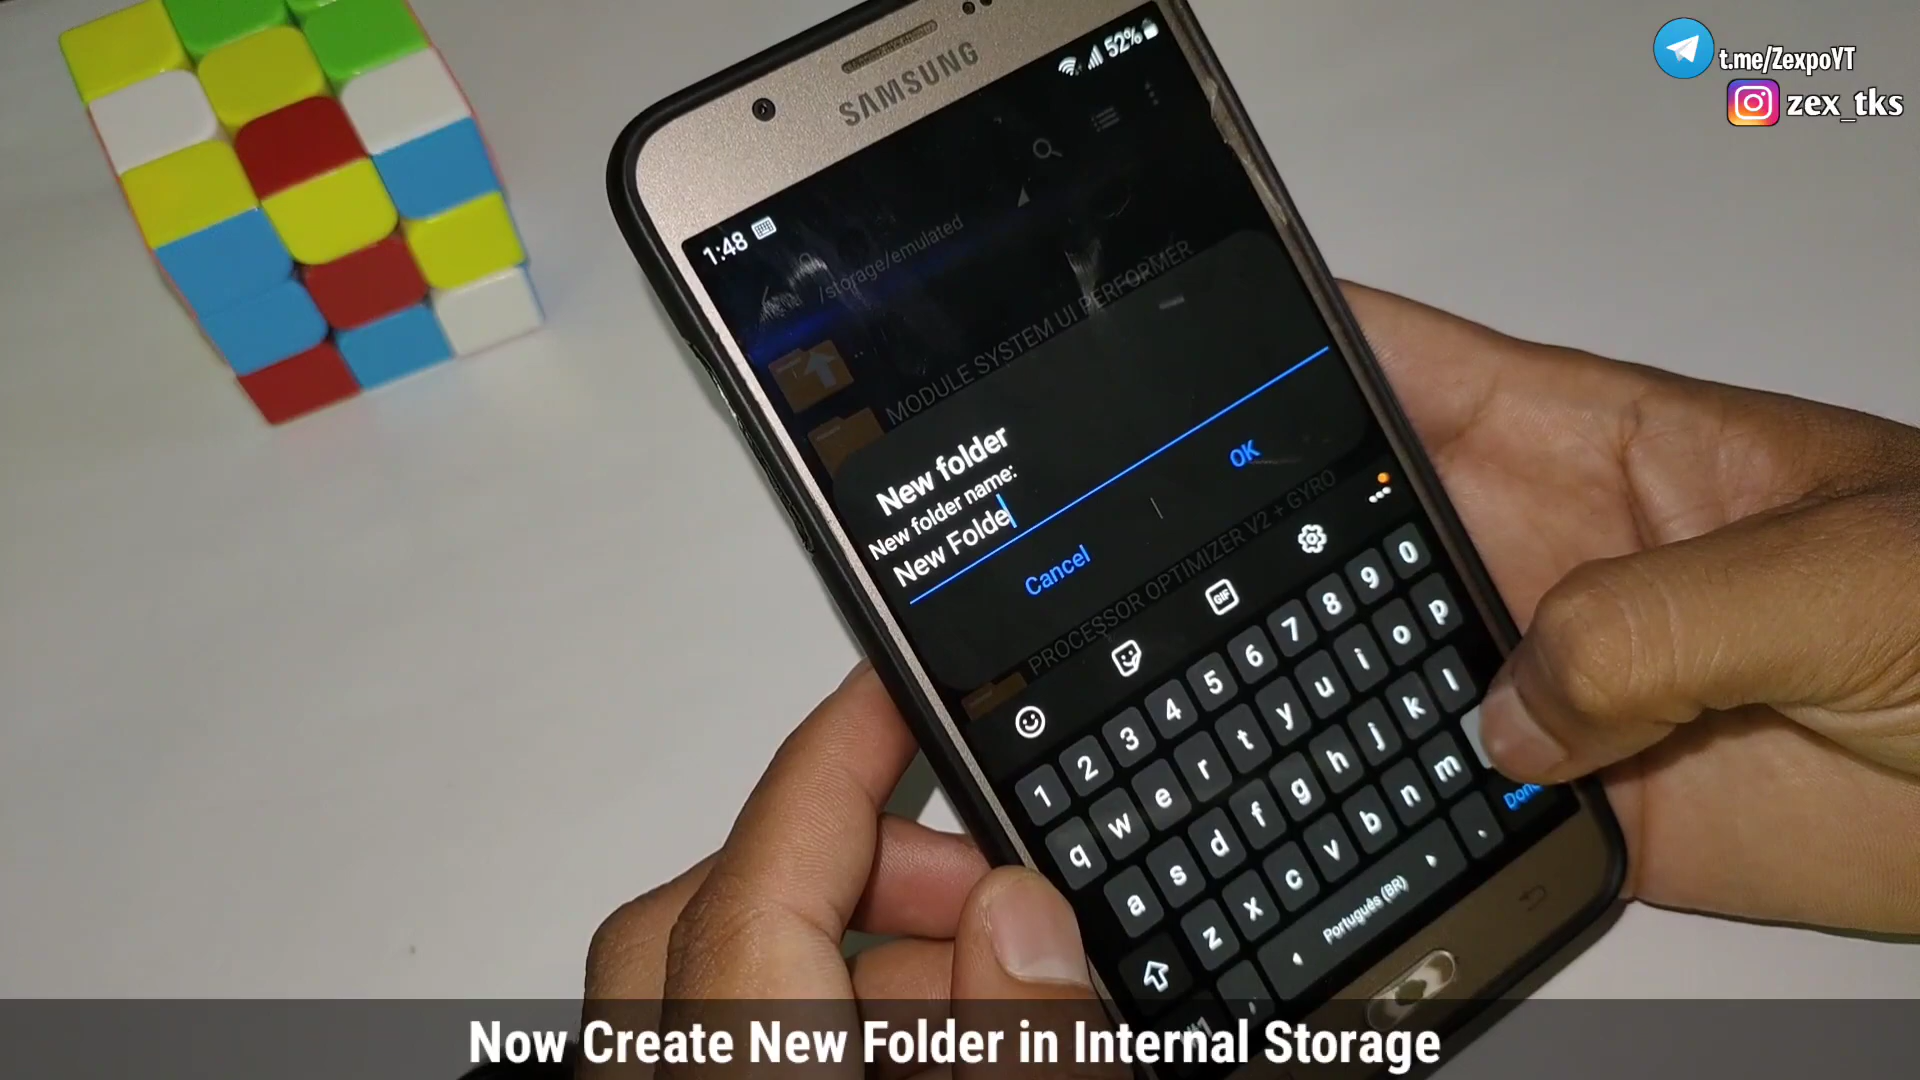 t.me/ZexpoYT
zex_tks
SAMSUNG
52%
1:48
/storage/emulated
MODULE SYSTEM UI PERFORMER
New folder
New folder name:
New Folde
Cancel
OK
PROCESSOR OPTIMIZER V2 + GYRO
GIF
1 2 3 4 5 6 7 8 9 0
q w e r t y u i o p
a s d f g h j k l
z x c v b n m
Done
, Português (BR) .
Now Create New Folder in Internal Storage